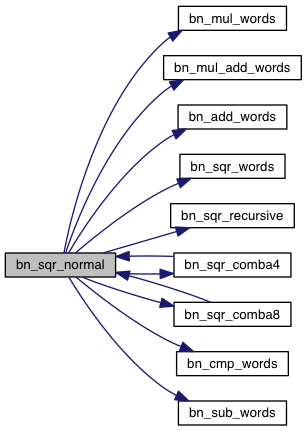 bn_mul_words
bn_mul_add_words
bn_add_words
bn_sqr_words
bn_sqr_recursive
bn_sqr_normal
bn_sqr_comba4
bn_sqr_comba8
bn_cmp_words
bn_sub_words